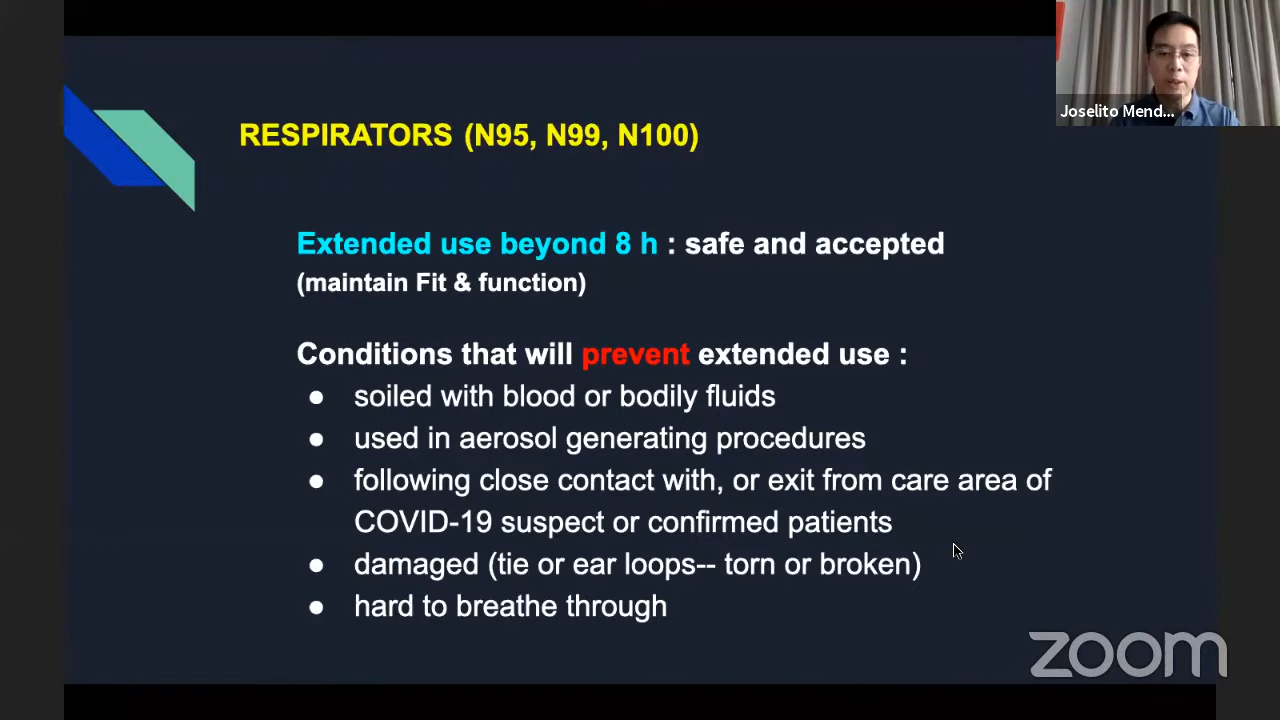 Joselito Mend...
RESPIRATORS (N95, N99, N100)
Extended use beyond 8 h : safe and accepted
(maintain Fit & function)
Conditions that will prevent extended use :
● soiled with blood or bodily fluids
● used in aerosol generating procedures
● following close contact with, or exit from care area of
COVID-19 suspect or confirmed patients
● damaged (tie or ear loops-- torn or broken)
● hard to breathe through
zoom